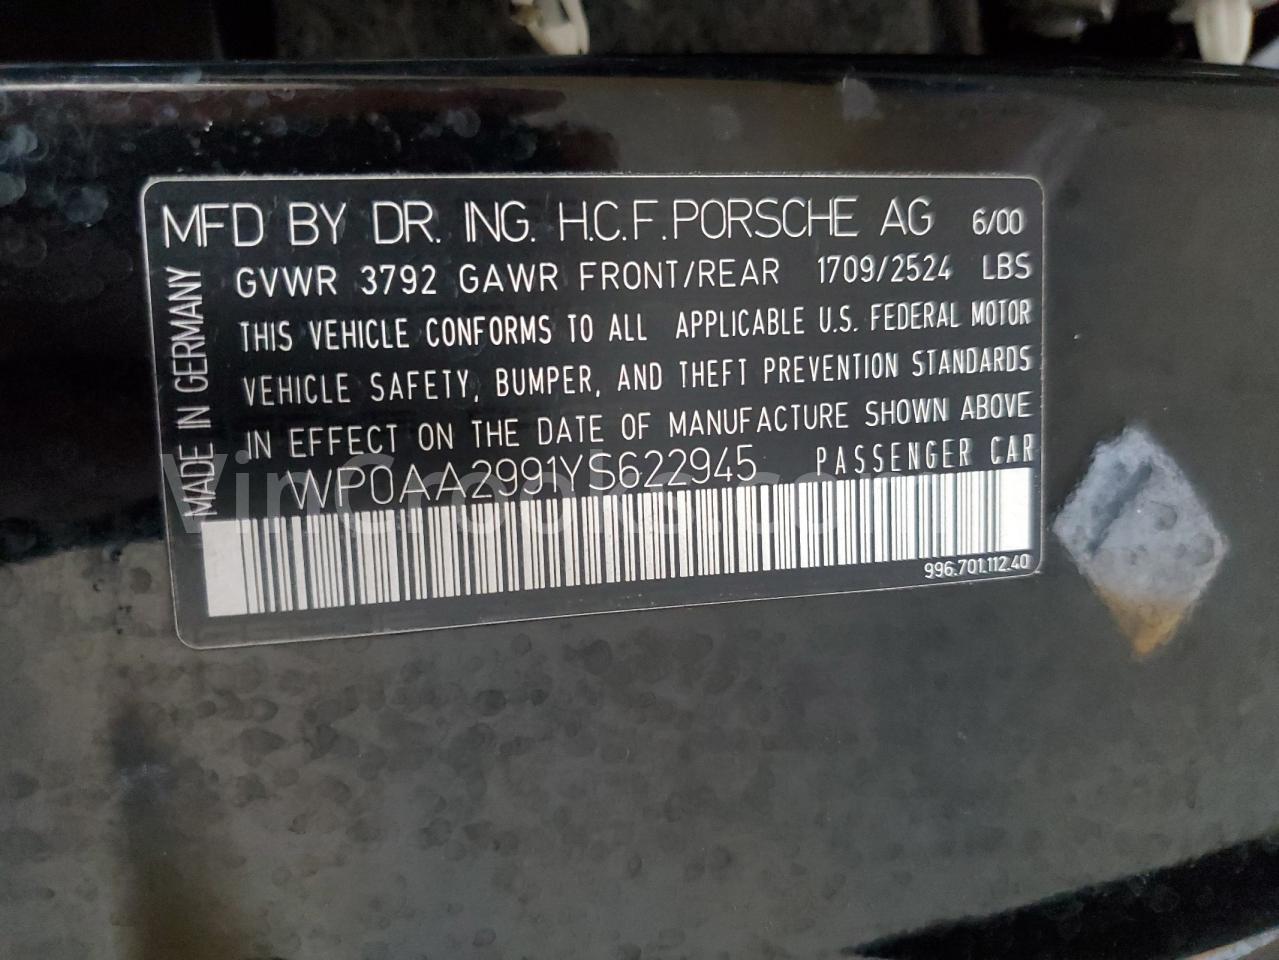 MFD BY DR. ING. H.C.F. PORSCHE AG 6/00
GVWR 3792 GAWR FRONT/REAR 1709/2524 LBS
THIS VEHICLE CONFORMS TO ALL APPLICABLE U.S. FEDERAL MOTOR
VEHICLE SAFETY, BUMPER, AND THEFT PREVENTION STANDARDS
IN EFFECT ON THE DATE OF MANUFACTURE SHOWN ABOVE
WP0AA2991YS622945 PASSENGER CAR
996.701.112.40
MADE IN GERMANY
VinCrooks.com